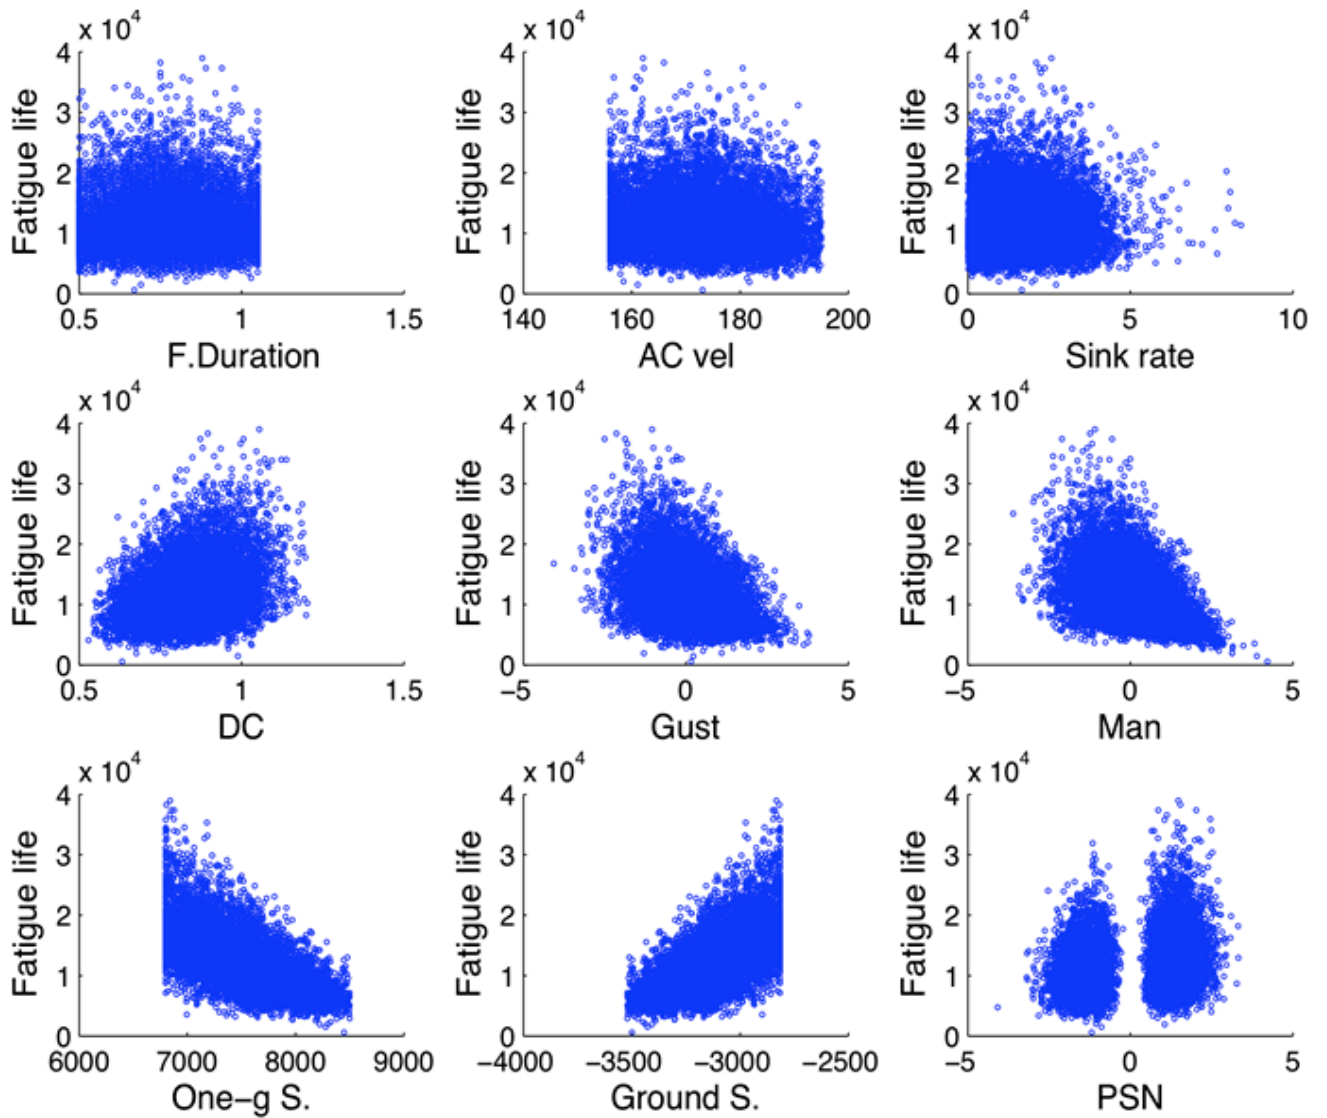 x 10^4
x 10^4
x 10^4
Fatigue life
4
3
2
1
0
0.5 1 1.5
F.Duration
Fatigue life
4
3
2
1
0
140 160 180 200
AC vel
Fatigue life
4
3
2
1
0
0 5 10
Sink rate
x 10^4
x 10^4
x 10^4
Fatigue life
4
3
2
1
0
0.5 1 1.5
DC
Fatigue life
4
3
2
1
0
−5 0 5
Gust
Fatigue life
4
3
2
1
0
−5 0 5
Man
x 10^4
x 10^4
x 10^4
Fatigue life
4
3
2
1
0
6000 7000 8000 9000
One−g S.
Fatigue life
4
3
2
1
0
−4000 −3500 −3000 −2500
Ground S.
Fatigue life
4
3
2
1
0
−5 0 5
PSN